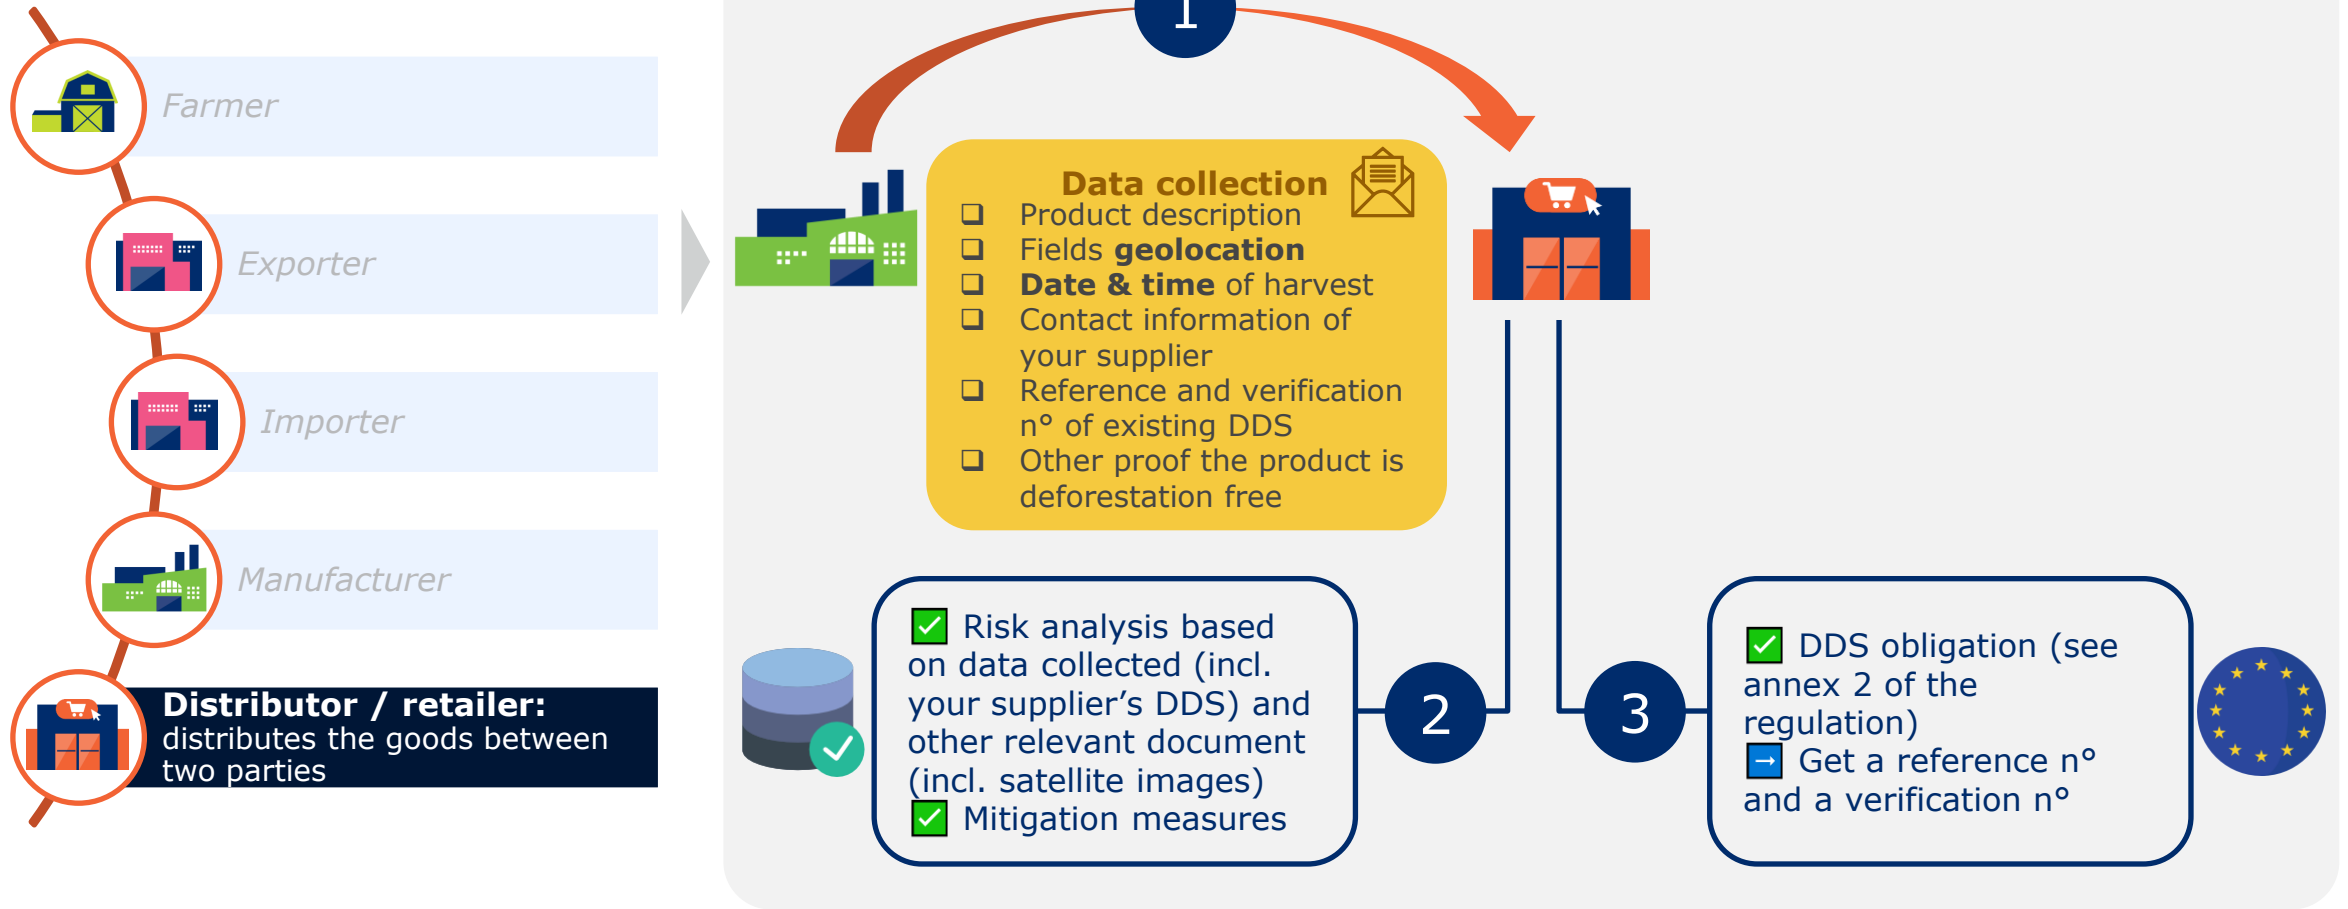 Farmer
Exporter
Importer
Manufacturer
Distributor / retailer:
distributes the goods between
two parties
1
Data collection
❑ Product description
❑ Fields geolocation
❑ Date & time of harvest
❑ Contact information of
your supplier
❑ Reference and verification
n° of existing DDS
❑ Other proof the product is
deforestation free
✅ Risk analysis based
on data collected (incl.
your supplier’s DDS) and
other relevant document
(incl. satellite images)
✅ Mitigation measures
2
3
✅ DDS obligation (see
annex 2 of the
regulation)
➡ Get a reference n°
and a verification n°